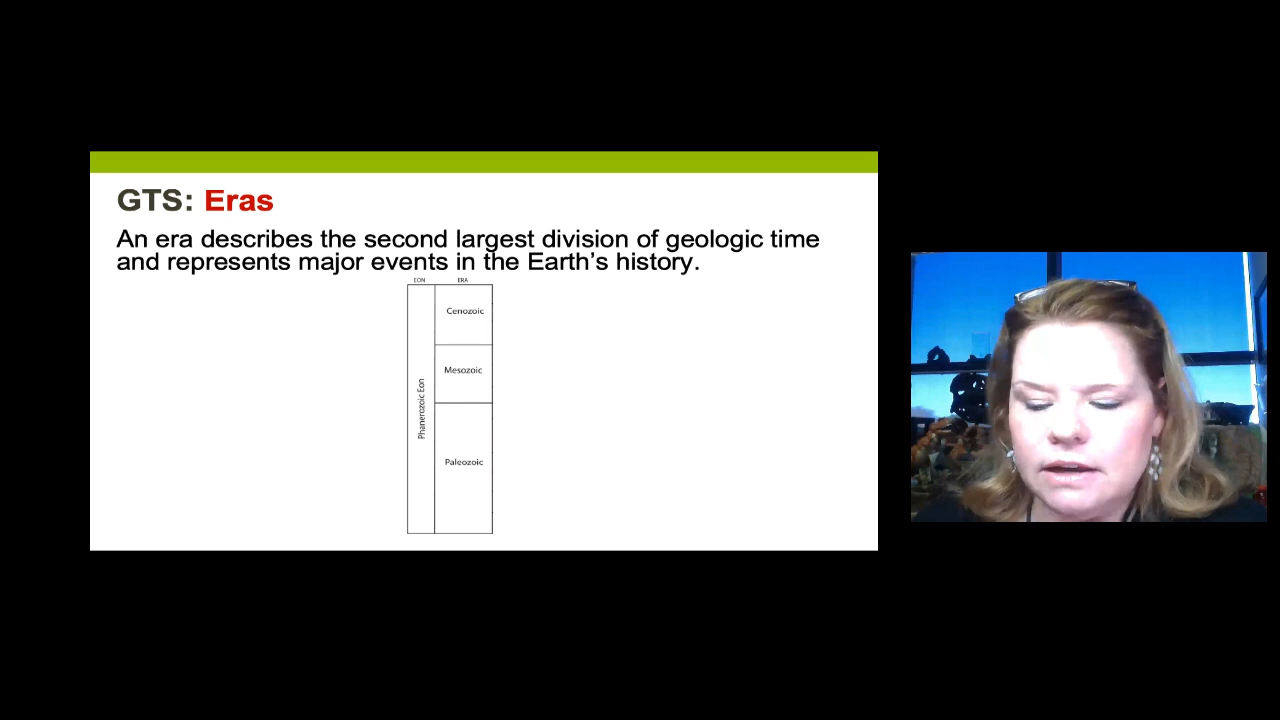 GTS: Eras
An era describes the second largest division of geologic time
and represents major events in the Earth’s history.
EON ERA
Cenozoic
Mesozoic
Phanerozoic Eon
Paleozoic